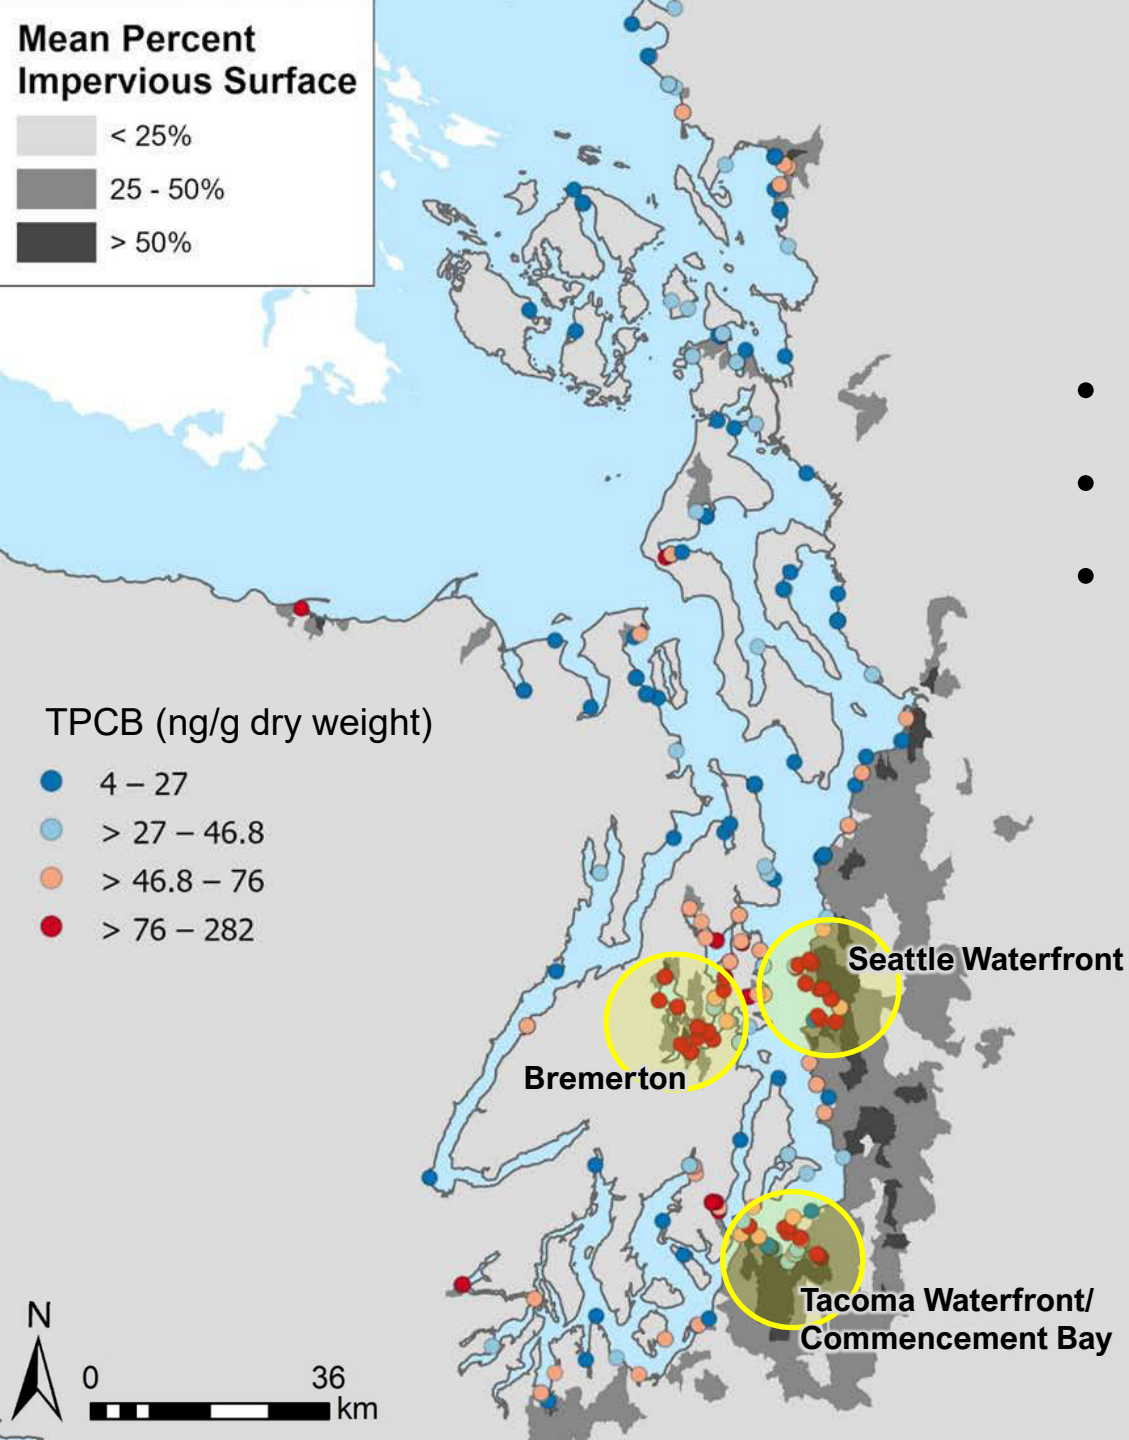 Mean Percent
Impervious Surface
< 25%
25 - 50%
> 50%
•
•
•
TPCB (ng/g dry weight)
4 – 27
> 27 – 46.8
> 46.8 – 76
> 76 – 282
Seattle Waterfront
Bremerton
Tacoma Waterfront/
Commencement Bay
N
0 36
km